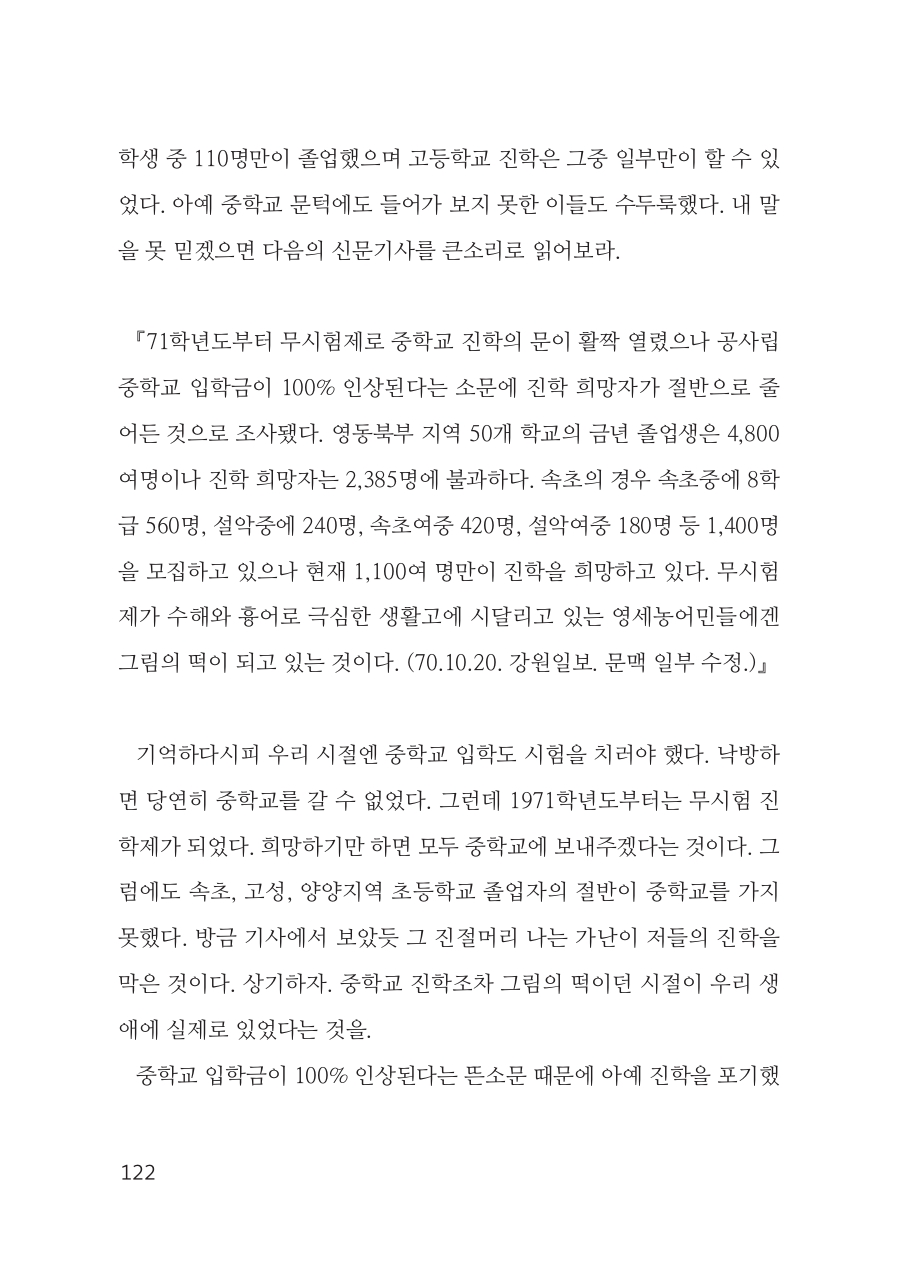 학생 중 110명만이 졸업했으며 고등학교 진학은 그중 일부만이 할 수 있
었다. 아예 중학교 문턱에도 들어가 보지 못한 이들도 수두룩했다. 내 말
을 못 믿겠으면 다음의 신문기사를 큰소리로 읽어보라.
『71학년도부터 무시험제로 중학교 진학의 문이 활짝 열렸으나 공사립
중학교 입학금이 100% 인상된다는 소문에 진학 희망자가 절반으로 줄
어든 것으로 조사됐다. 영동북부 지역 50개 학교의 금년 졸업생은 4,800
여명이나 진학 희망자는 2,385명에 불과하다. 속초의 경우 속초중에 8학
급 560명, 설악중에 240명, 속초여중 420명, 설악여중 180명 등 1,400명
을 모집하고 있으나 현재 1,100여 명만이 진학을 희망하고 있다. 무시험
제가 수해와 흉어로 극심한 생활고에 시달리고 있는 영세농어민들에겐
그림의 떡이 되고 있는 것이다. (70.10.20. 강원일보. 문맥 일부 수정.)』
기억하다시피 우리 시절엔 중학교 입학도 시험을 치러야 했다. 낙방하
면 당연히 중학교를 갈 수 없었다. 그런데 1971학년도부터는 무시험 진
학제가 되었다. 희망하기만 하면 모두 중학교에 보내주겠다는 것이다. 그
럼에도 속초, 고성, 양양지역 초등학교 졸업자의 절반이 중학교를 가지
못했다. 방금 기사에서 보았듯 그 진절머리 나는 가난이 저들의 진학을
막은 것이다. 상기하자. 중학교 진학조차 그림의 떡이던 시절이 우리 생
애에 실제로 있었다는 것을.
중학교 입학금이 100% 인상된다는 뜬소문 때문에 아예 진학을 포기했
122